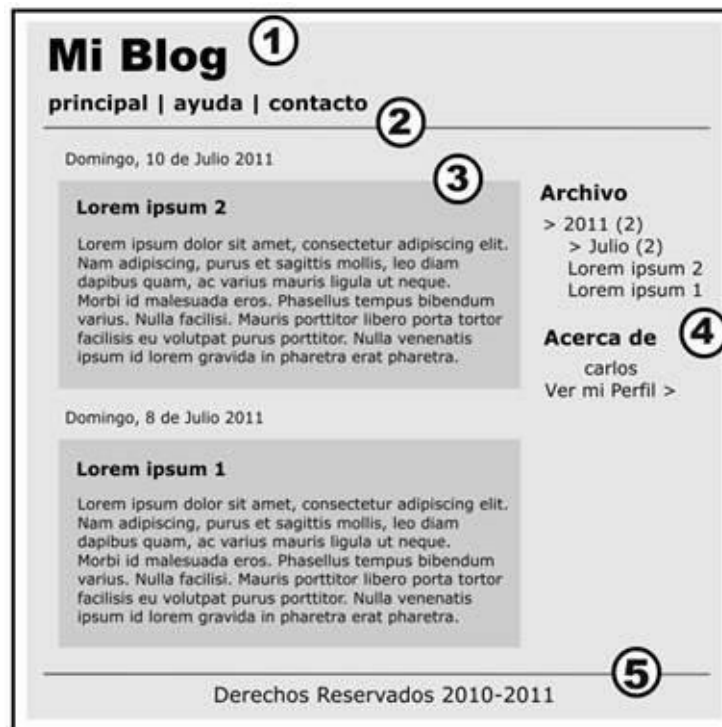 Mi Blog 1
principal | ayuda | contacto
2
Domingo, 10 de Julio 2011
3
Lorem ipsum 2
Lorem ipsum dolor sit amet, consectetur adipiscing elit.
Nam adipiscing, purus et sagittis mollis, leo diam
dapibus quam, ac varius mauris ligula ut neque.
Morbi id malesuada eros. Phasellus tempus bibendum
varius. Nulla facilisi. Mauris porttitor libero porta tortor
facilisis eu volutpat purus porttitor. Nulla venenatis
ipsum id lorem gravida in pharetra erat pharetra.
Domingo, 8 de Julio 2011
Lorem ipsum 1
Lorem ipsum dolor sit amet, consectetur adipiscing elit.
Nam adipiscing, purus et sagittis mollis, leo diam
dapibus quam, ac varius mauris ligula ut neque.
Morbi id malesuada eros. Phasellus tempus bibendum
varius. Nulla facilisi. Mauris porttitor libero porta tortor
facilisis eu volutpat purus porttitor. Nulla venenatis
ipsum id lorem gravida in pharetra erat pharetra.
Archivo
> 2011 (2)
> Julio (2)
Lorem ipsum 2
Lorem ipsum 1
Acerca de 4
carlos
Ver mi Perfil >
5
Derechos Reservados 2010-2011